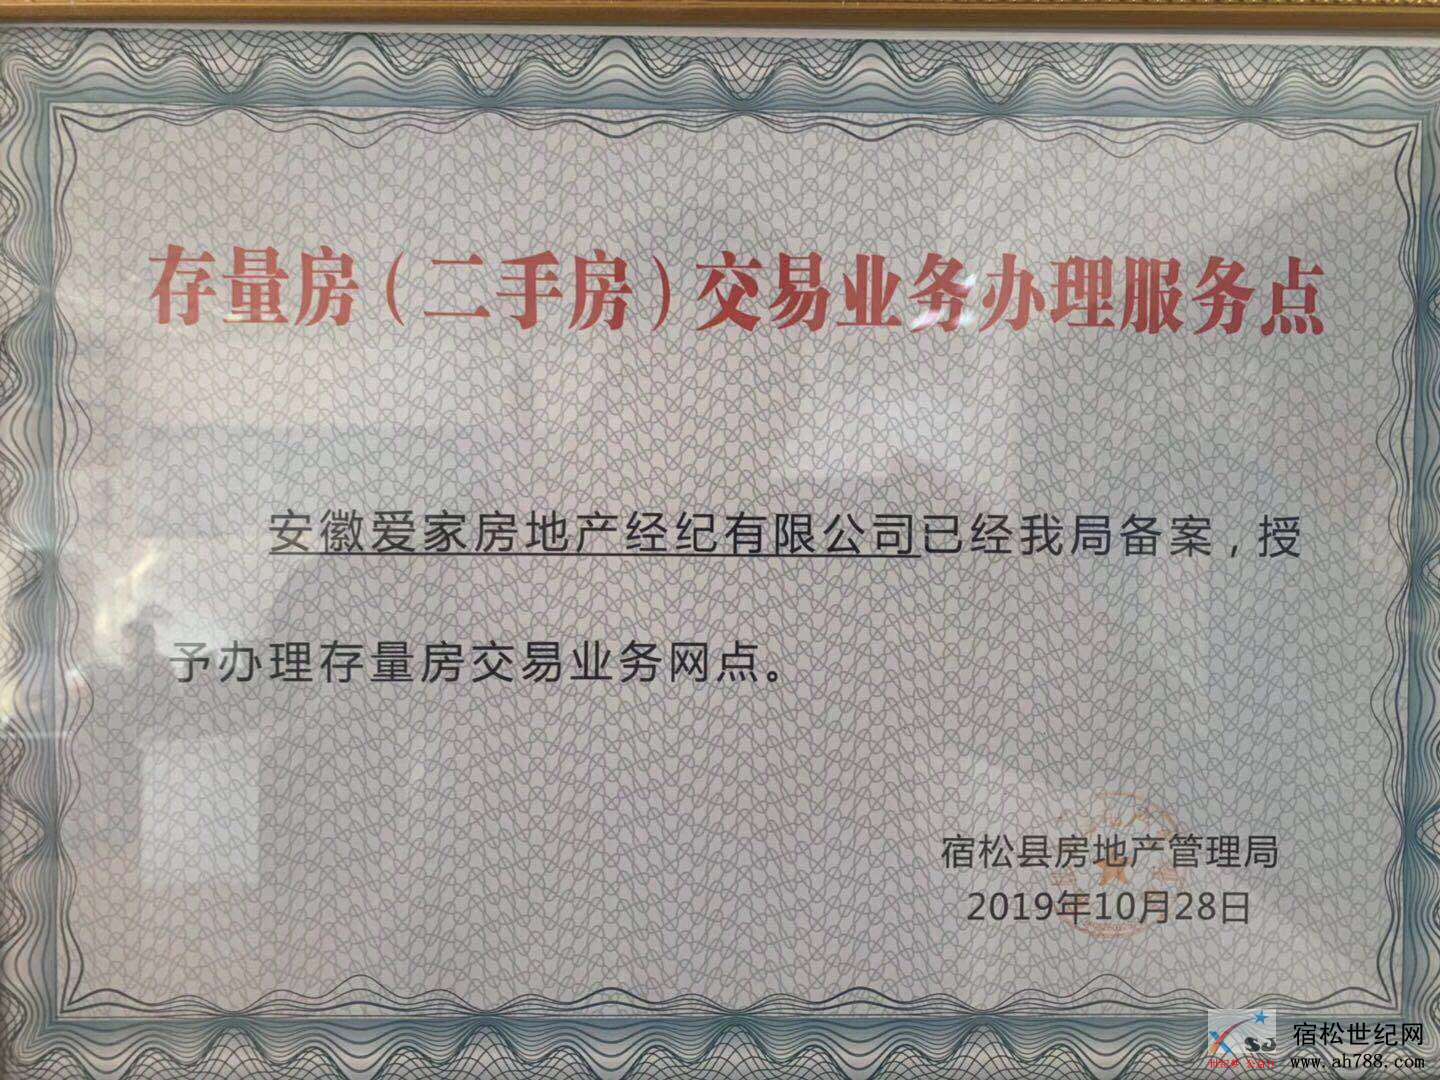 存量房（二手房）交易业务办理服务点
安徽爱家房地产经纪有限公司已经我局备案，授
予办理存量房交易业务网点。
宿松县房地产管理局
2019年10月28日
宿松世纪网
www.ah788.com